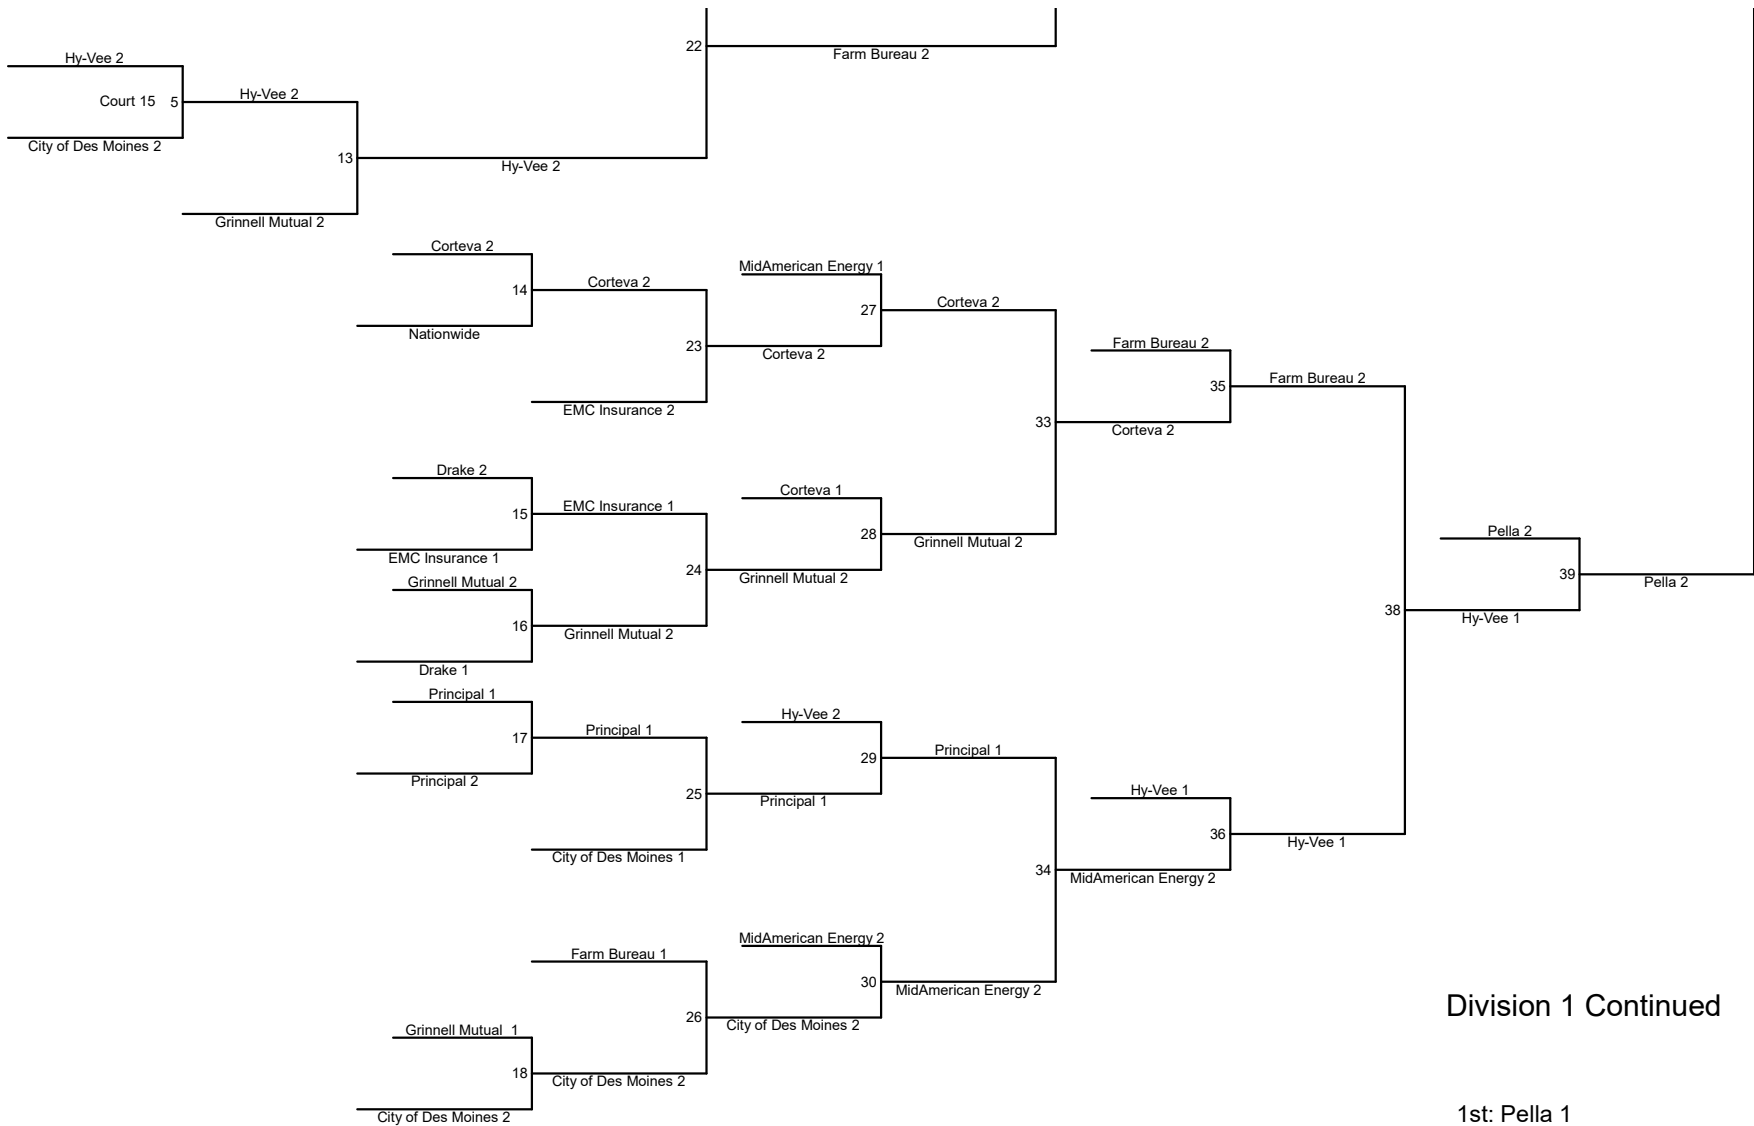 22
Farm Bureau 2
Hy-Vee 2
Court 15 5
Hy-Vee 2
City of Des Moines 2
13
Hy-Vee 2
Grinnell Mutual 2
Corteva 2
14
Corteva 2
Nationwide
MidAmerican Energy 1
27
Corteva 2
23
Corteva 2
EMC Insurance 2
Farm Bureau 2
35
Farm Bureau 2
33
Corteva 2
Drake 2
15
EMC Insurance 1
EMC Insurance 1
Corteva 1
28
Grinnell Mutual 2
24
Grinnell Mutual 2
Grinnell Mutual 2
16
Grinnell Mutual 2
Drake 1
Pella 2
39
Pella 2
38
Hy-Vee 1
Principal 1
17
Principal 1
Principal 2
Hy-Vee 2
29
Principal 1
25
Principal 1
City of Des Moines 1
Hy-Vee 1
36
Hy-Vee 1
34
MidAmerican Energy 2
MidAmerican Energy 2
30
MidAmerican Energy 2
Farm Bureau 1
26
City of Des Moines 2
Grinnell Mutual  1
18
City of Des Moines 2
City of Des Moines 2
Division 1 Continued
1st: Pella 1